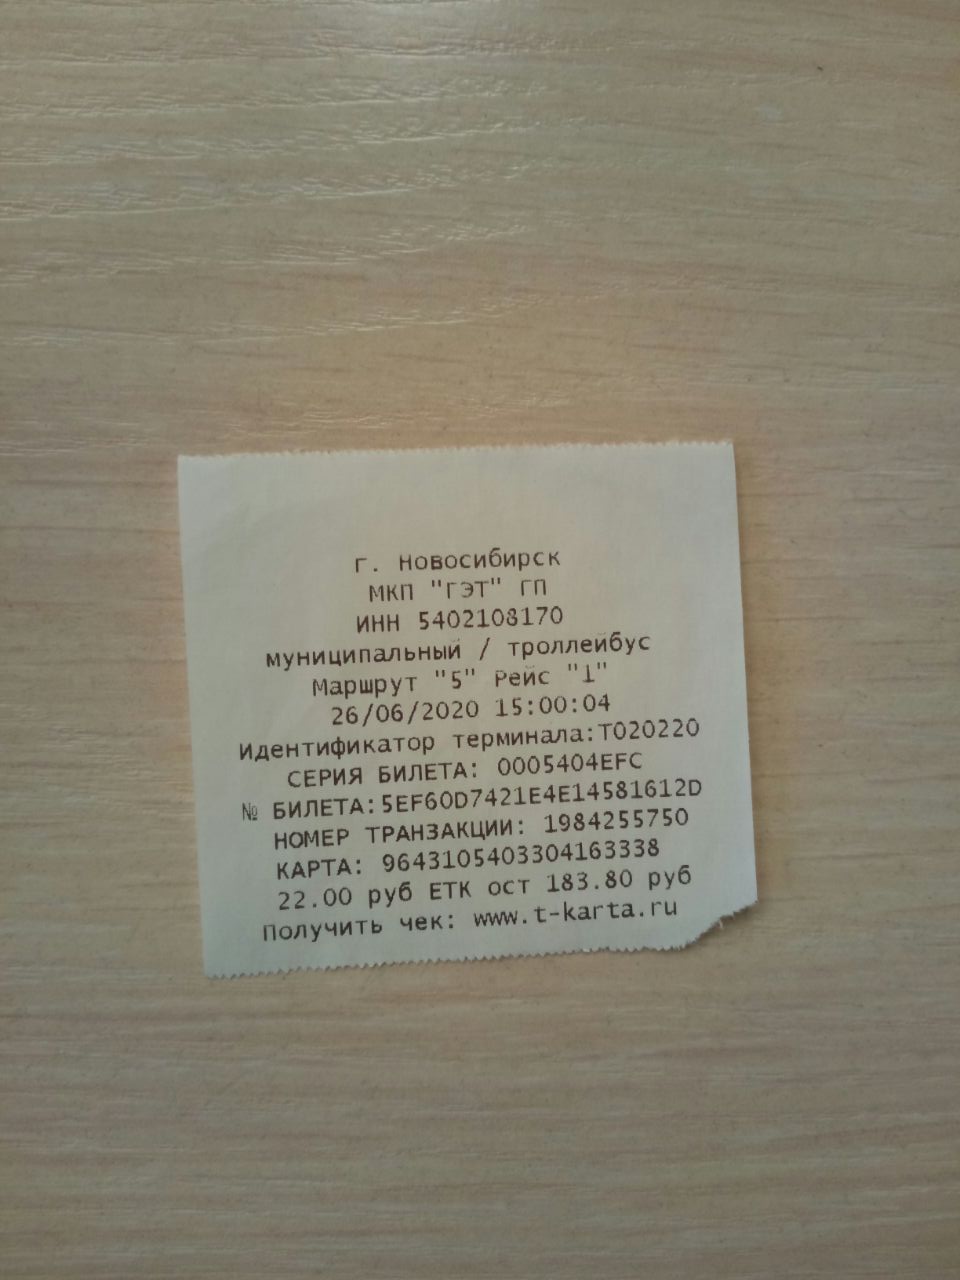 г. Новосибирск
МКП "ГЭТ" ГП
ИНН 5402108170
муниципальный / троллейбус
Маршрут "5" Рейс "1"
26/06/2020 15:00:04
Идентификатор терминала:T020220
СЕРИЯ БИЛЕТА: 0005404EFC
№ БИЛЕТА:5EF60D7421E4E14581612D
НОМЕР ТРАНЗАКЦИИ: 1984255750
КАРТА: 9643105403304163338
22.00 руб ЕТК ост 183.80 руб
Получить чек: www.t-karta.ru